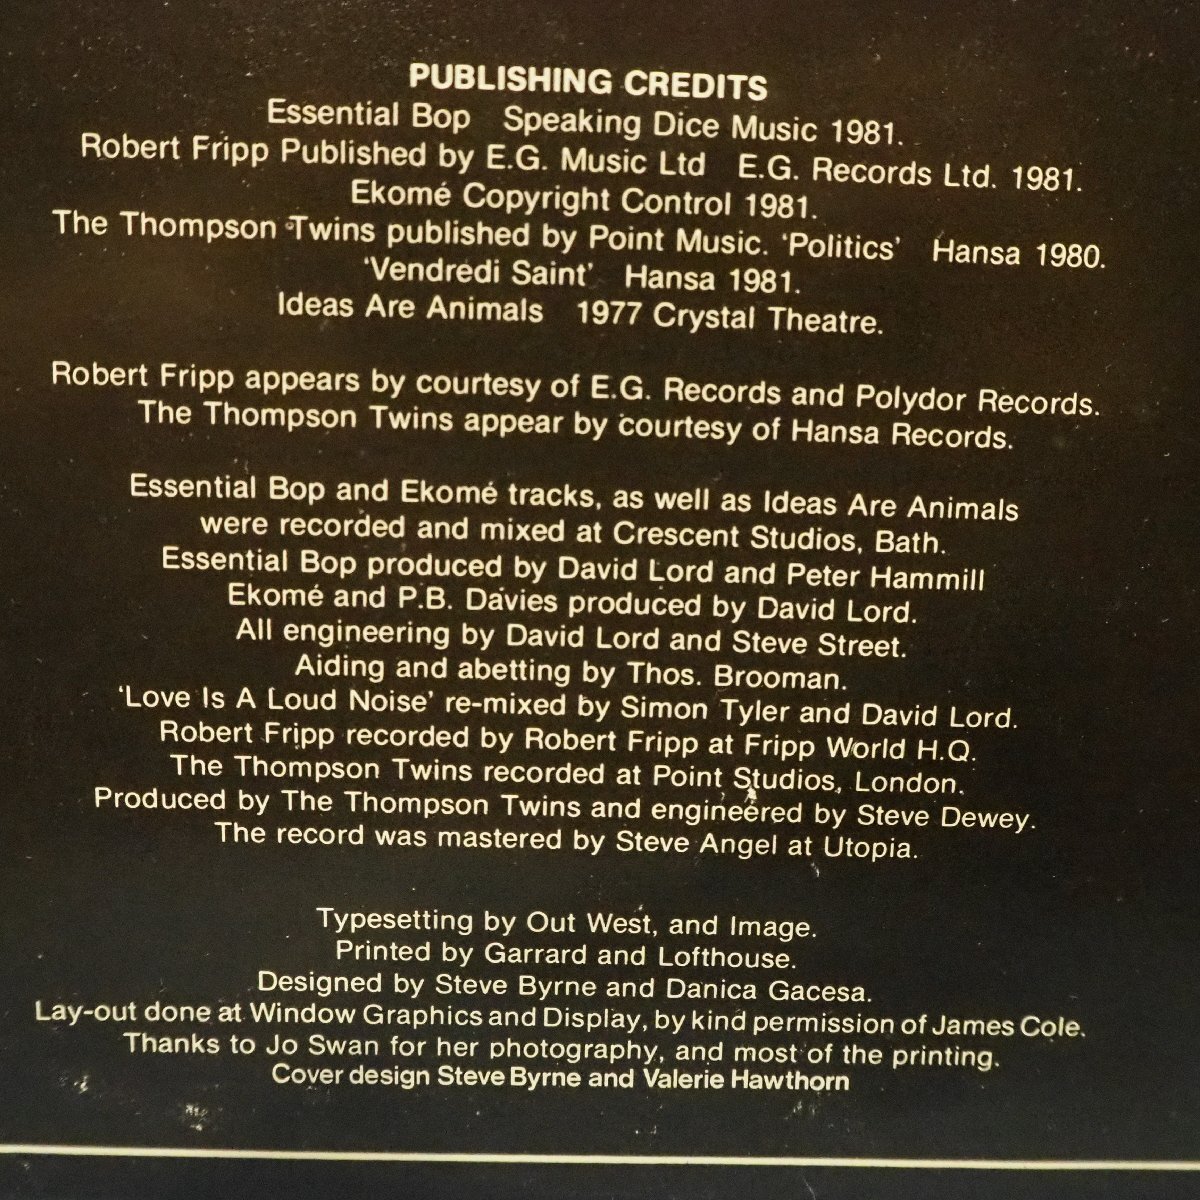 PUBLISHING CREDITS
Essential Bop Speaking Dice Music 1981.
Robert Fripp Published by E.G. Music Ltd E.G. Records Ltd. 1981.
Ekomé Copyright Control 1981.
The Thompson Twins published by Point Music. ‘Politics’ Hansa 1980.
‘Vendredi Saint’ Hansa 1981.
Ideas Are Animals 1977 Crystal Theatre.
Robert Fripp appears by courtesy of E.G. Records and Polydor Records.
The Thompson Twins appear by courtesy of Hansa Records.
Essential Bop and Ekomé tracks, as well as Ideas Are Animals
were recorded and mixed at Crescent Studios, Bath.
Essential Bop produced by David Lord and Peter Hammill
Ekomé and P.B. Davies produced by David Lord.
All engineering by David Lord and Steve Street.
Aiding and abetting by Thos. Brooman.
‘Love Is A Loud Noise’ re-mixed by Simon Tyler and David Lord.
Robert Fripp recorded by Robert Fripp at Fripp World H.Q.
The Thompson Twins recorded at Point Studios, London.
Produced by The Thompson Twins and engineered by Steve Dewey.
The record was mastered by Steve Angel at Utopia.
Typesetting by Out West, and Image.
Printed by Garrard and Lofthouse.
Designed by Steve Byrne and Danica Gacesa.
Lay-out done at Window Graphics and Display, by kind permission of James Cole.
Thanks to Jo Swan for her photography, and most of the printing.
Cover design Steve Byrne and Valerie Hawthorn